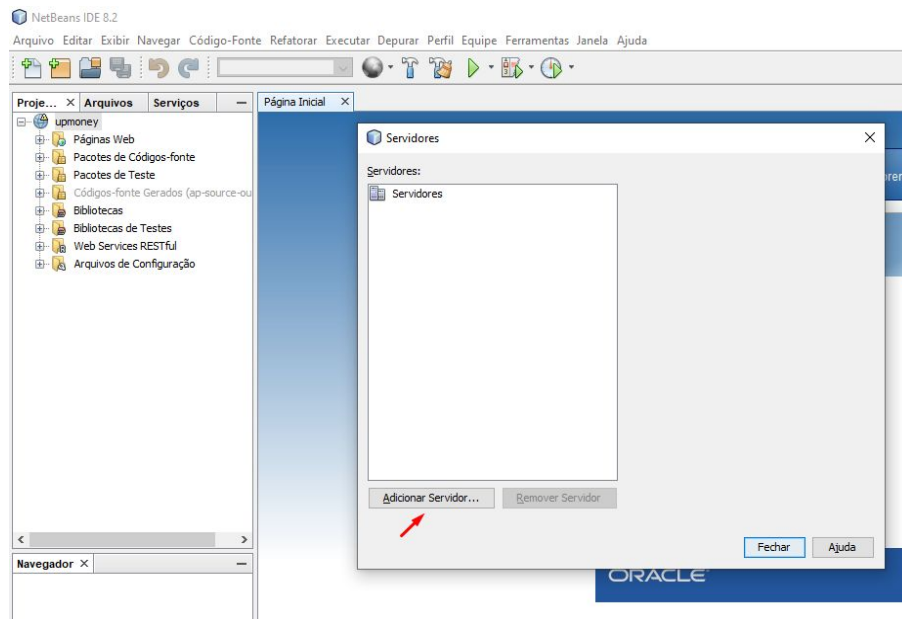 NetBeans IDE 8.2
Arquivo Editar Exibir Navegar Código-Fonte Refatorar Executar Depurar Perfil Equipe Ferramentas Janela Ajuda
Proje... Arquivos Serviços
Página Inicial
upmoney
Páginas Web
Pacotes de Códigos-fonte
Pacotes de Teste
Códigos-fonte Gerados (ap-source-ou
Bibliotecas
Bibliotecas de Testes
Web Services RESTful
Arquivos de Configuração
Servidores
Servidores:
Servidores
Adicionar Servidor... Remover Servidor
Fechar Ajuda
Navegador
ORACLE